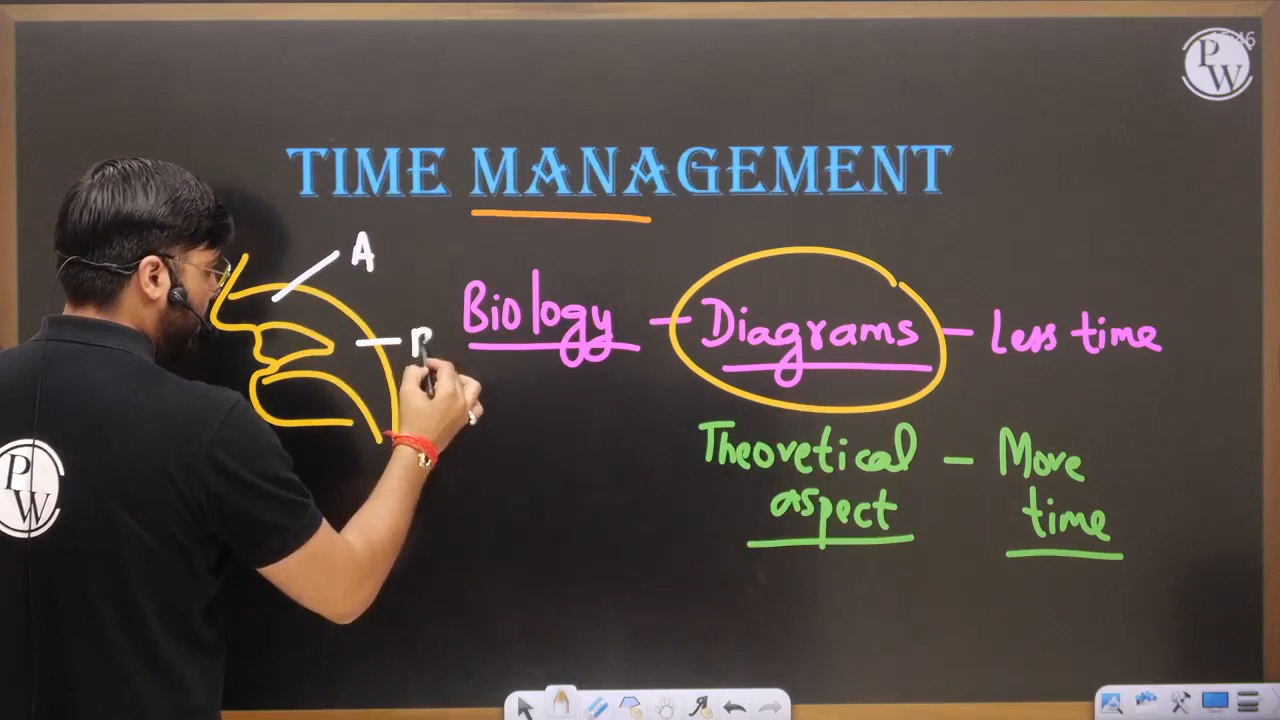 PW
TIME MANAGEMENT
A
Biology - Diagrams - Less time
Theoretical aspect - More time
PW